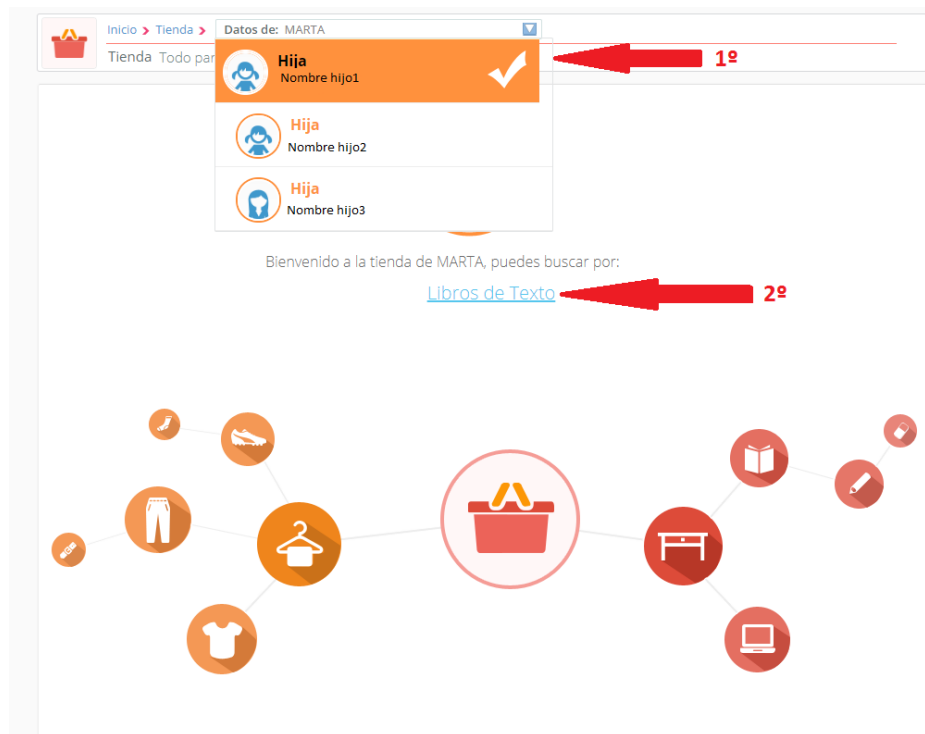 Inicio > Tienda > Datos de: MARTA
Tienda Todo par
Hija
Nombre hijo1
1º
Hija
Nombre hijo2
Hija
Nombre hijo3
Bienvenido a la tienda de MARTA, puedes buscar por:
Libros de Texto
2º